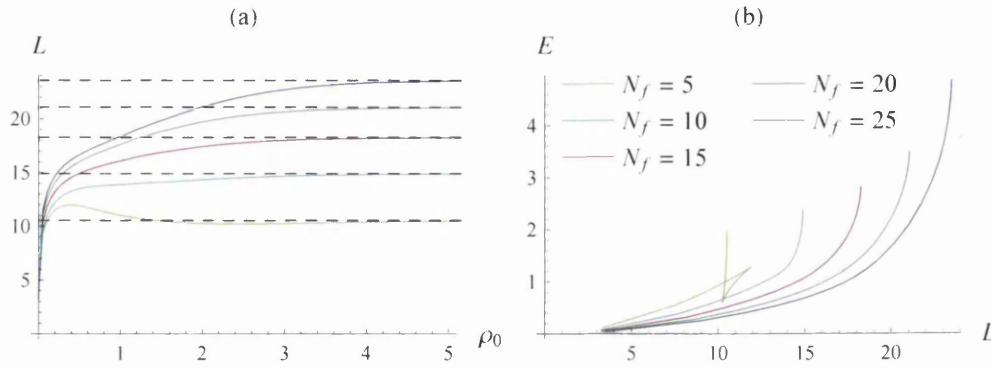 (a)
L
20
15
10
5
1 2 3 4 5
ρ₀
(b)
E
4
3
2
1
N_f = 5
N_f = 10
N_f = 15
N_f = 20
N_f = 25
5 10 15 20
L